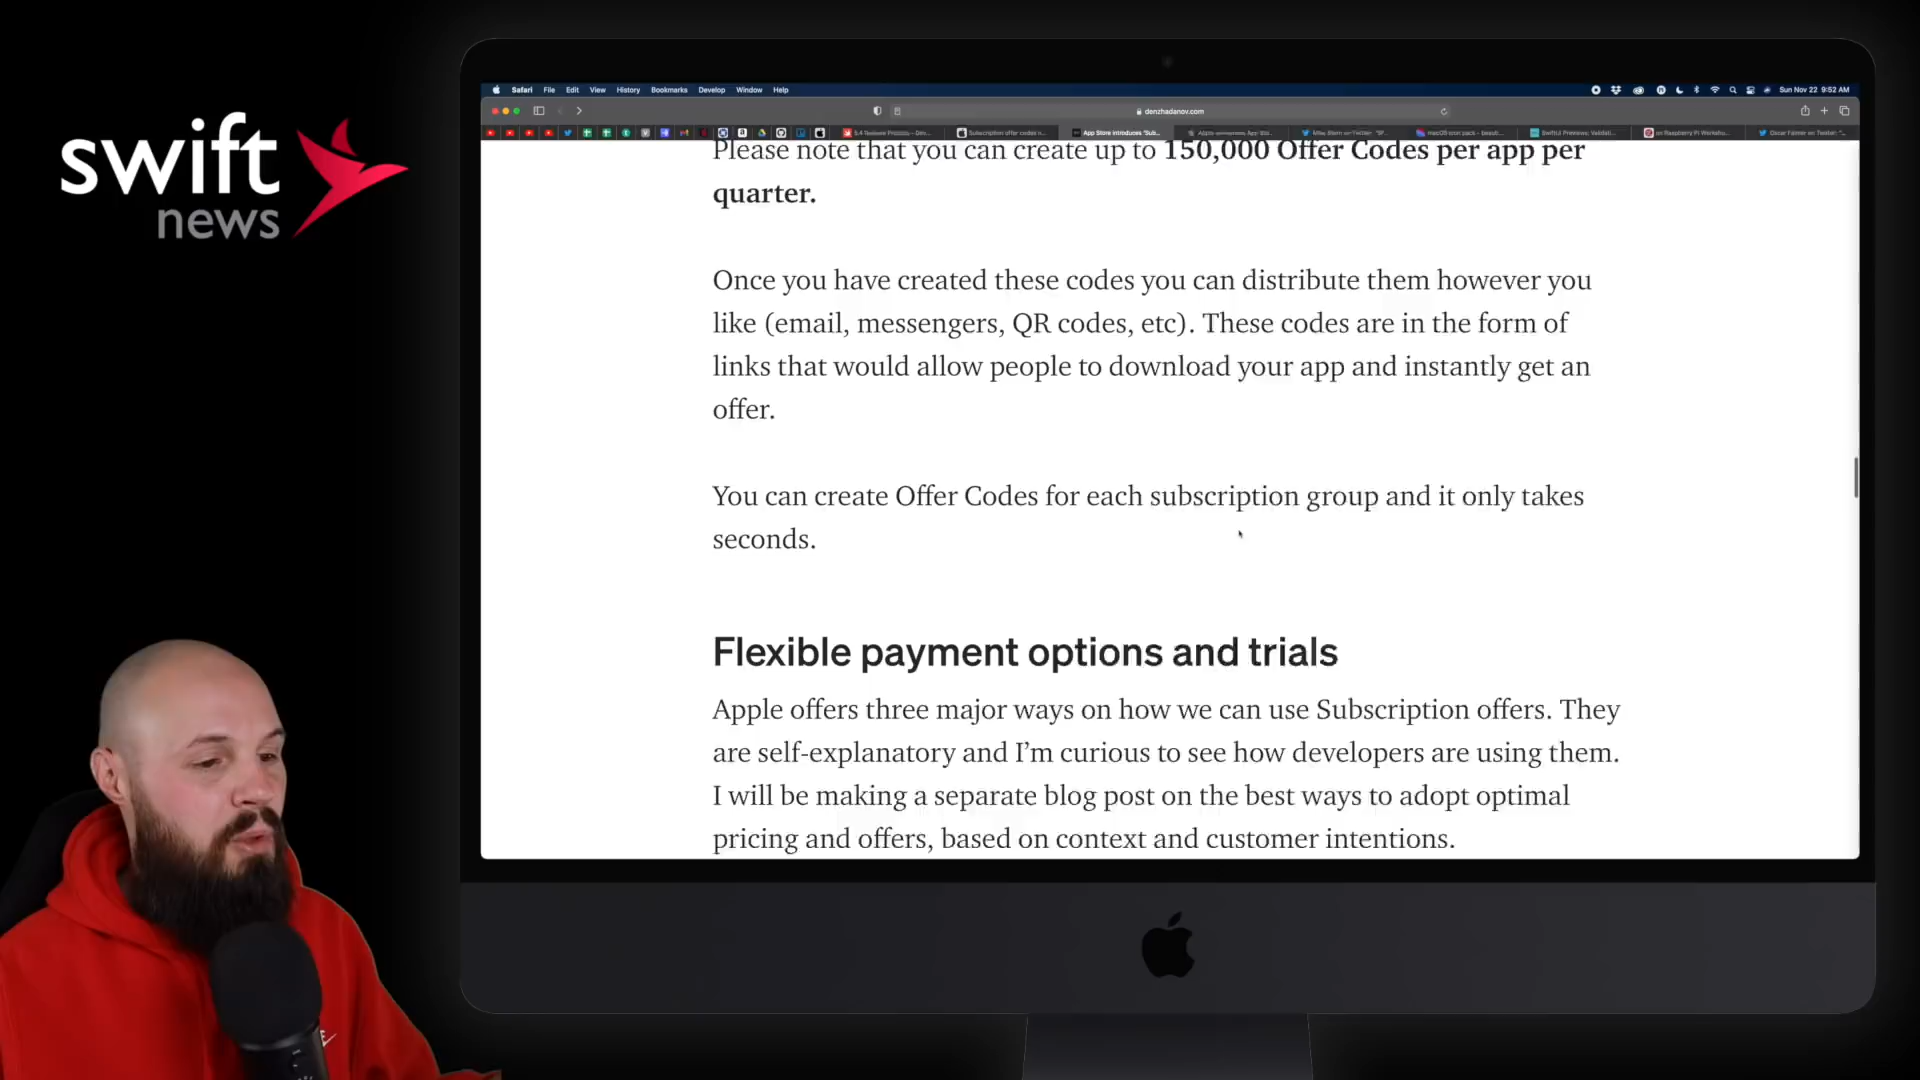 swift
news
Safari File Edit View History Bookmarks Develop Window Help
Sun Nov 22 9:52 AM
denzhadanov.com
Please note that you can create up to 150,000 Offer Codes per app per
quarter.
Once you have created these codes you can distribute them however you
like (email, messengers, QR codes, etc). These codes are in the form of
links that would allow people to download your app and instantly get an
offer.
You can create Offer Codes for each subscription group and it only takes
seconds.
Flexible payment options and trials
Apple offers three major ways on how we can use Subscription offers. They
are self-explanatory and I’m curious to see how developers are using them.
I will be making a separate blog post on the best ways to adopt optimal
pricing and offers, based on context and customer intentions.